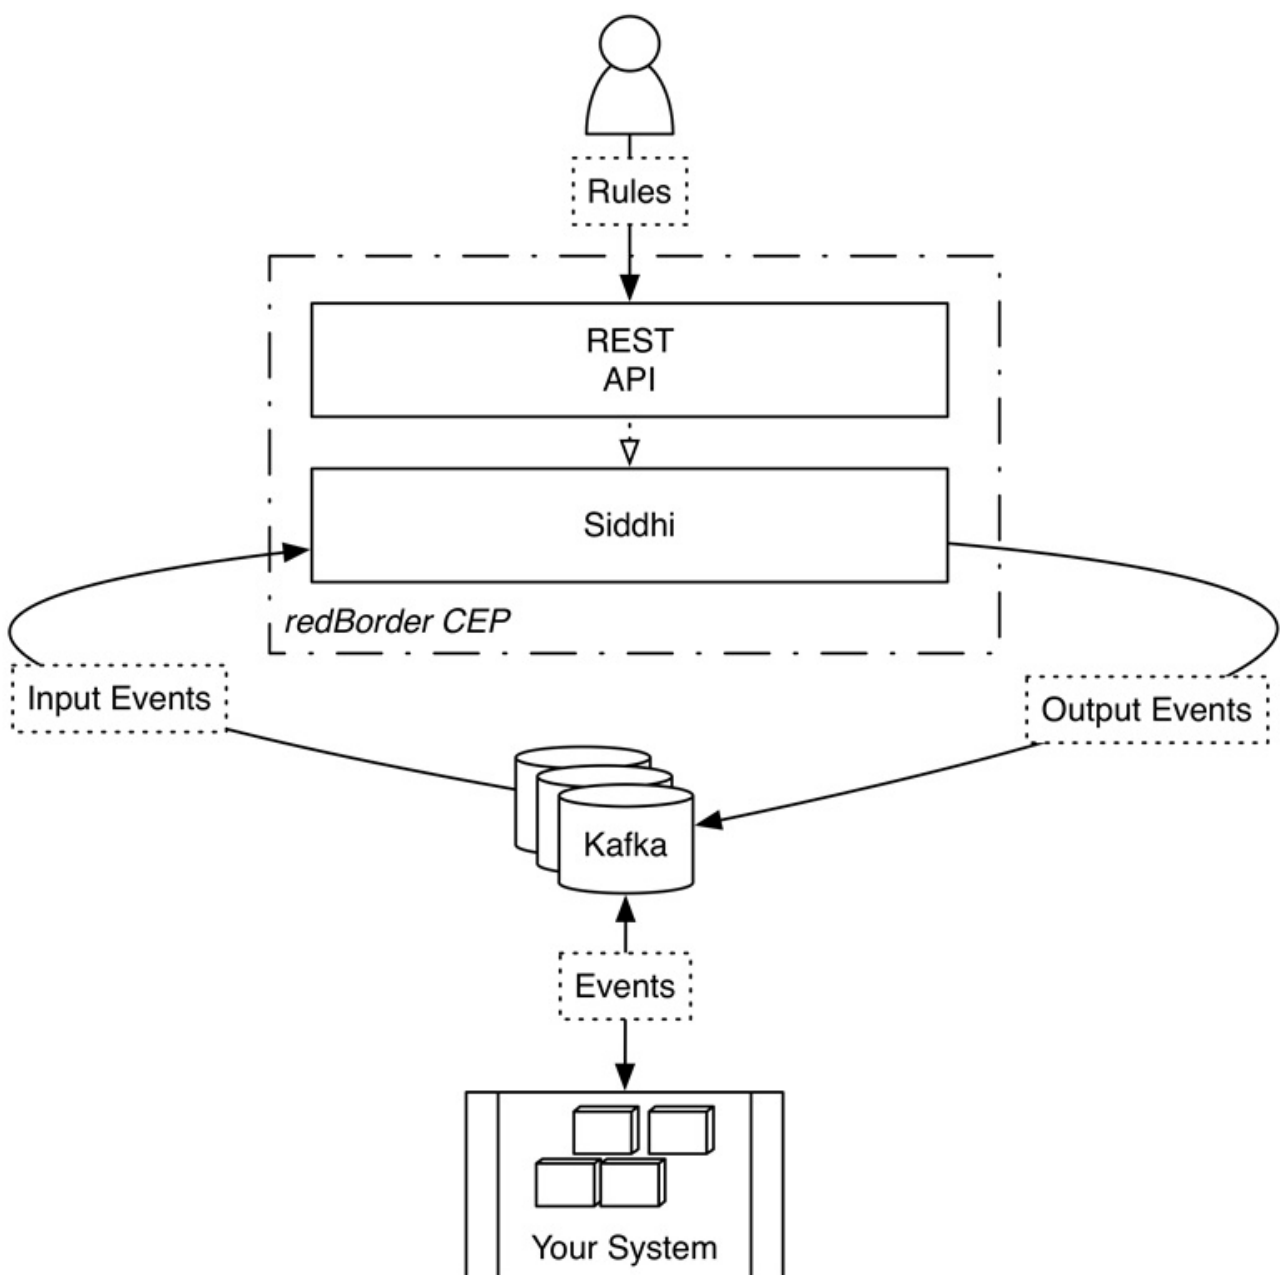 Rules
REST
API
Siddhi
redBorder CEP
Input Events
Output Events
Kafka
Events
Your System